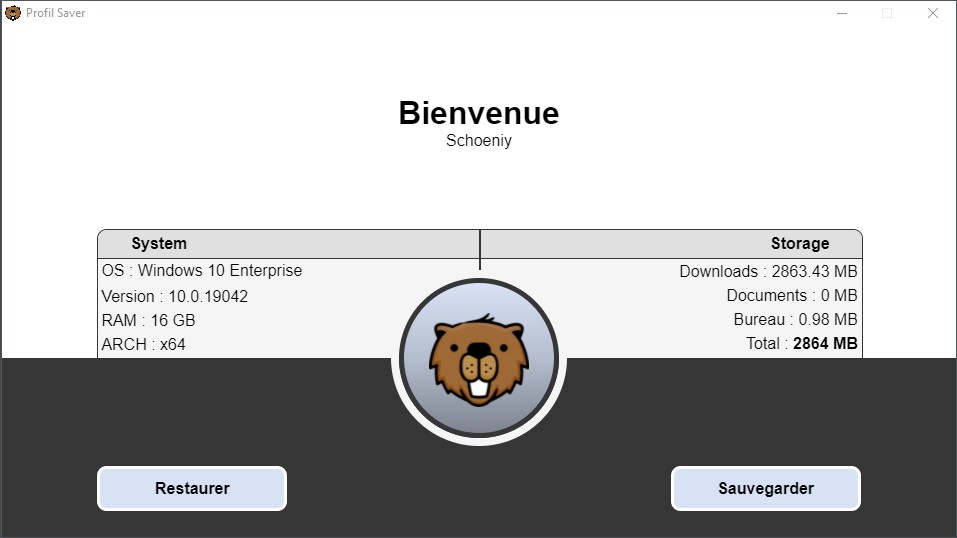 Profil Saver
Bienvenue
Schoeniy
System
OS : Windows 10 Enterprise
Version : 10.0.19042
RAM : 16 GB
ARCH : x64
Storage
Downloads : 2863.43 MB
Documents : 0 MB
Bureau : 0.98 MB
Total : 2864 MB
Restaurer
Sauvegarder